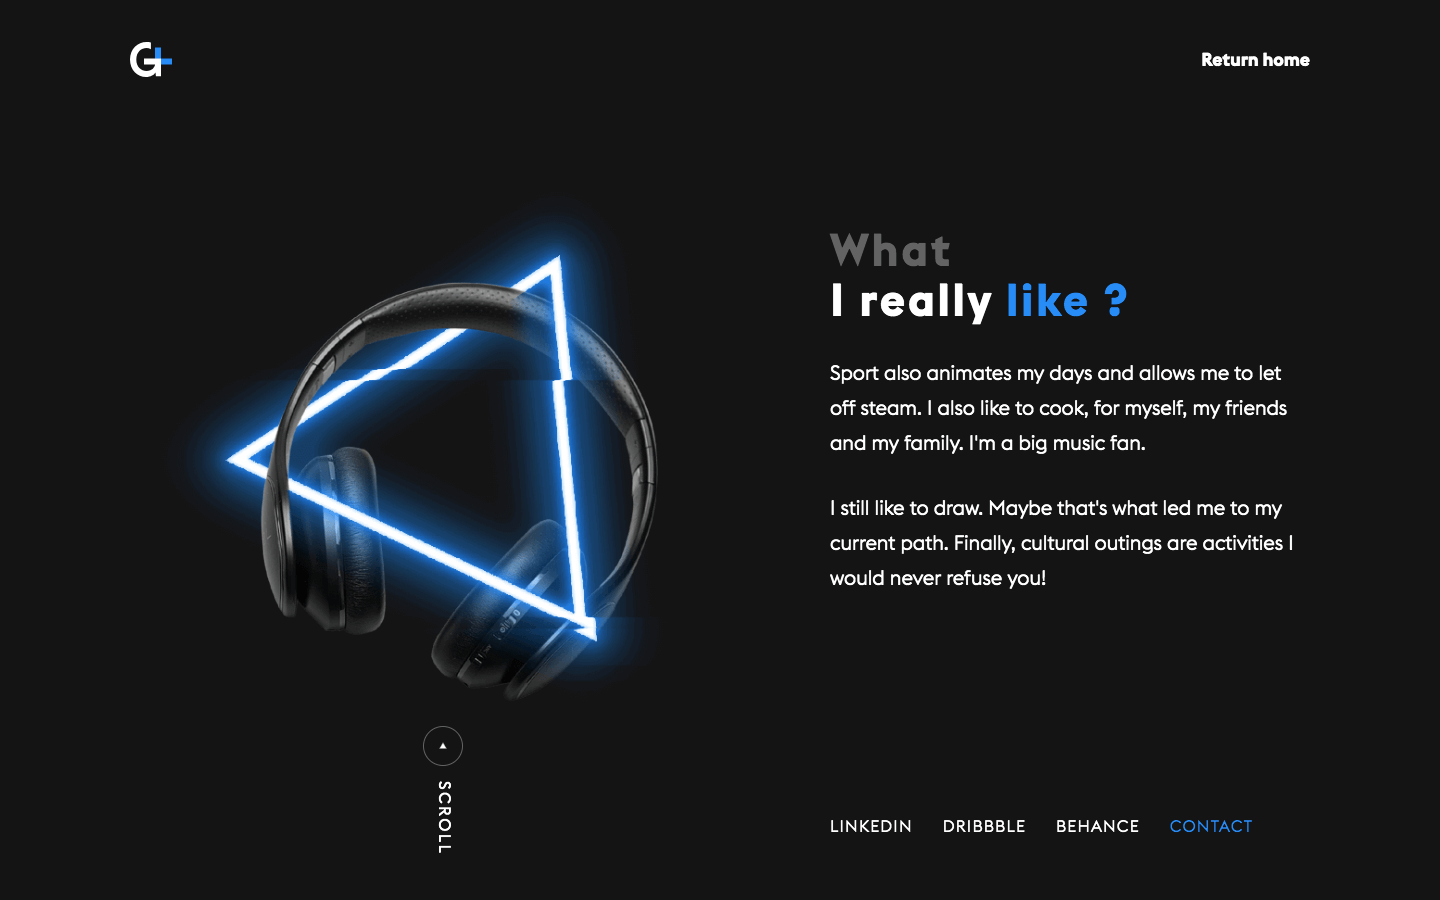 G+
Return home
What
I really like ?
Sport also animates my days and allows me to let
off steam. I also like to cook, for myself, my friends
and my family. I'm a big music fan.
I still like to draw. Maybe that's what led me to my
current path. Finally, cultural outings are activities I
would never refuse you!
SCROLL
LINKEDIN DRIBBBLE BEHANCE CONTACT